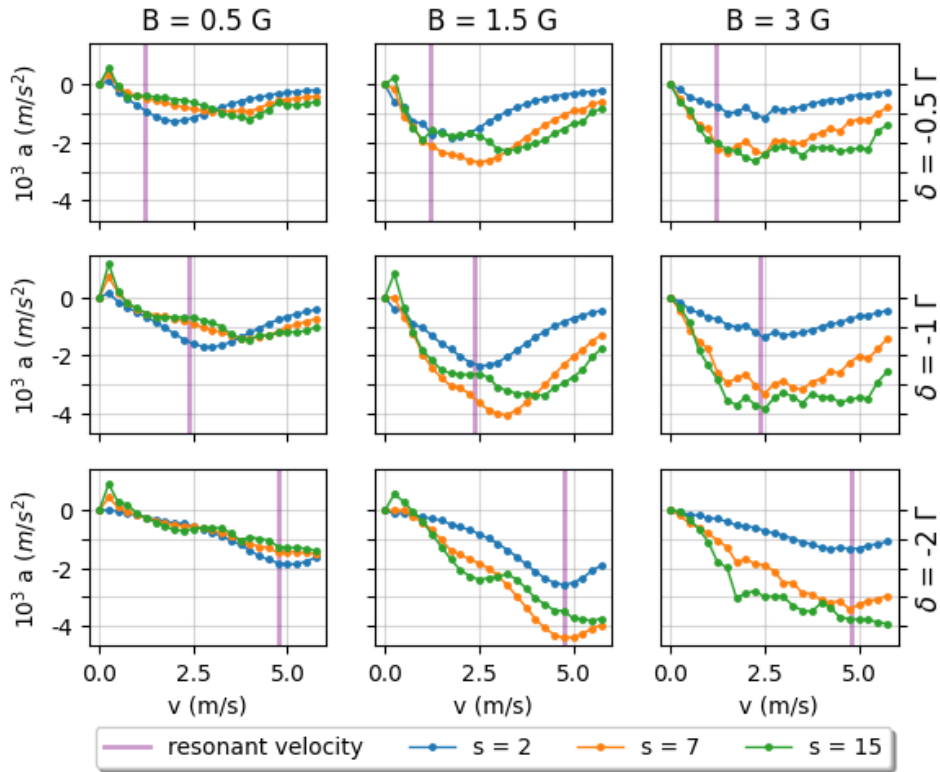 B = 0.5 G
B = 1.5 G
B = 3 G
0
-2
-4
10³ a (m/s²)
δ = -0.5 Γ
0
-2
-4
10³ a (m/s²)
δ = -1 Γ
0
-2
-4
10³ a (m/s²)
δ = -2 Γ
0.0 2.5 5.0
0.0 2.5 5.0
0.0 2.5 5.0
v (m/s)
v (m/s)
v (m/s)
resonant velocity s = 2 s = 7 s = 15